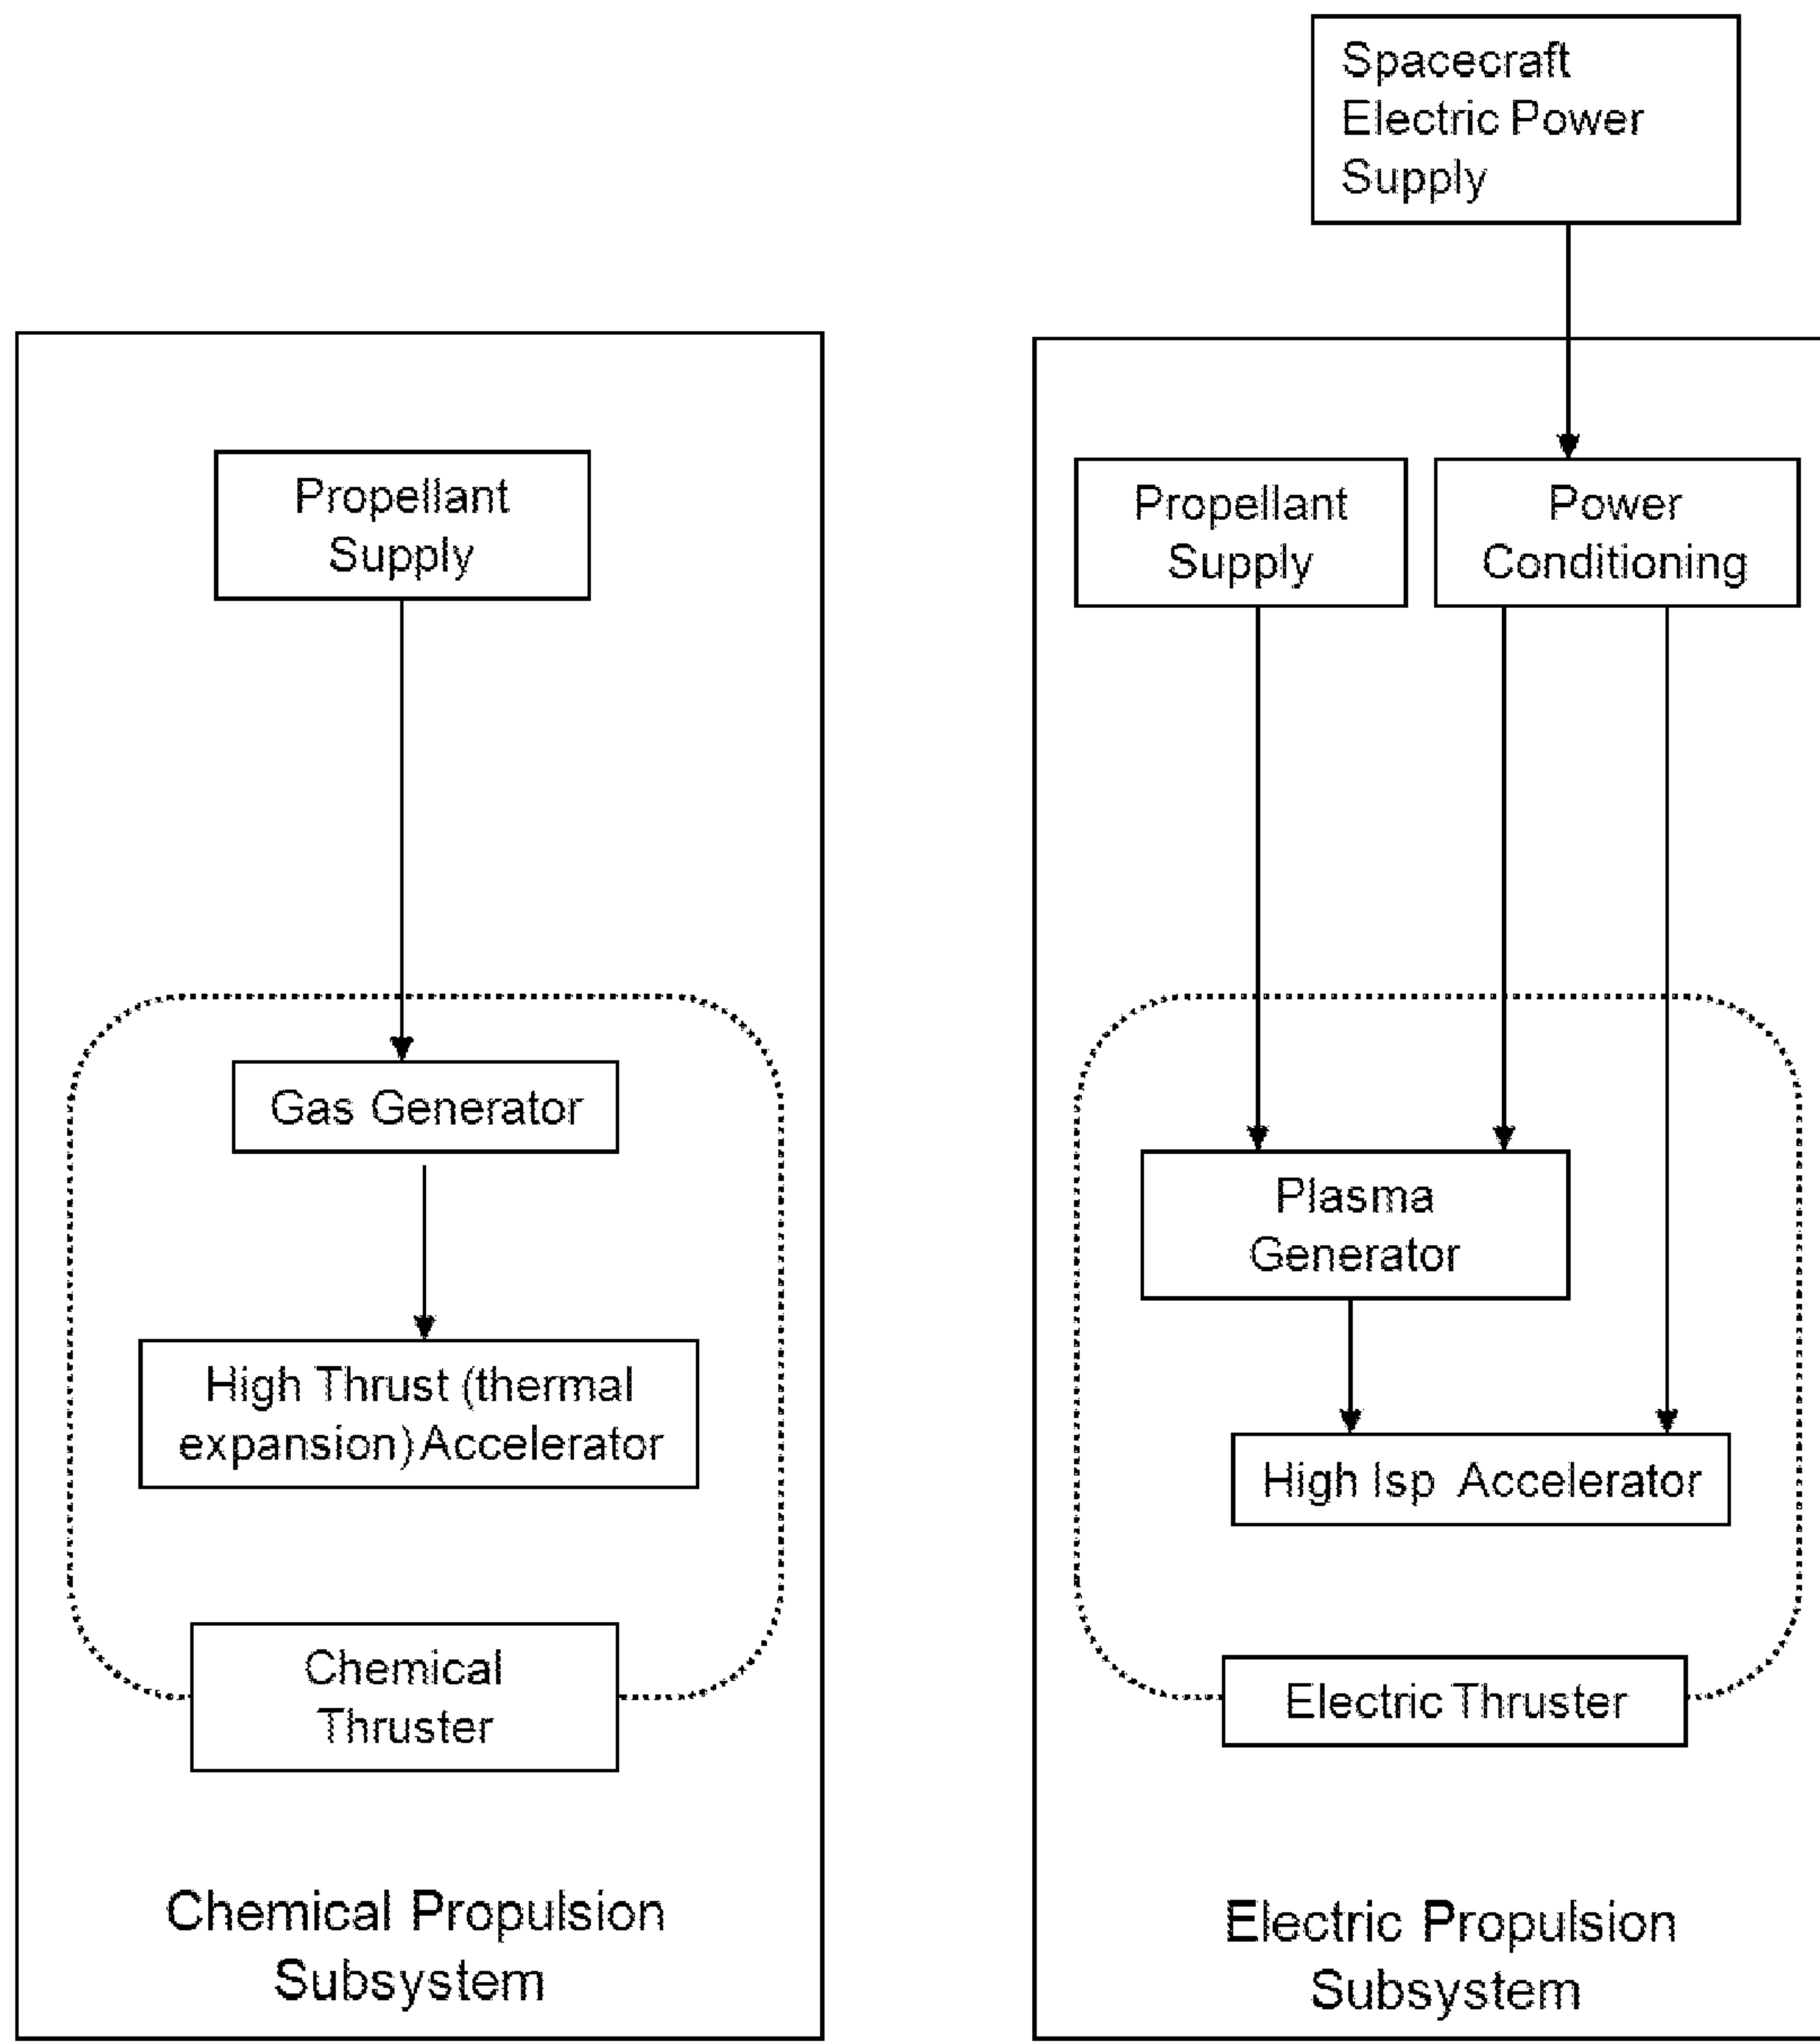 Spacecraft
Electric Power
Supply
Propellant
Supply
Gas Generator
High Thrust (thermal
expansion) Accelerator
Chemical
Thruster
Chemical Propulsion
Subsystem
Propellant
Supply
Power
Conditioning
Plasma
Generator
High Isp Accelerator
Electric Thruster
Electric Propulsion
Subsystem